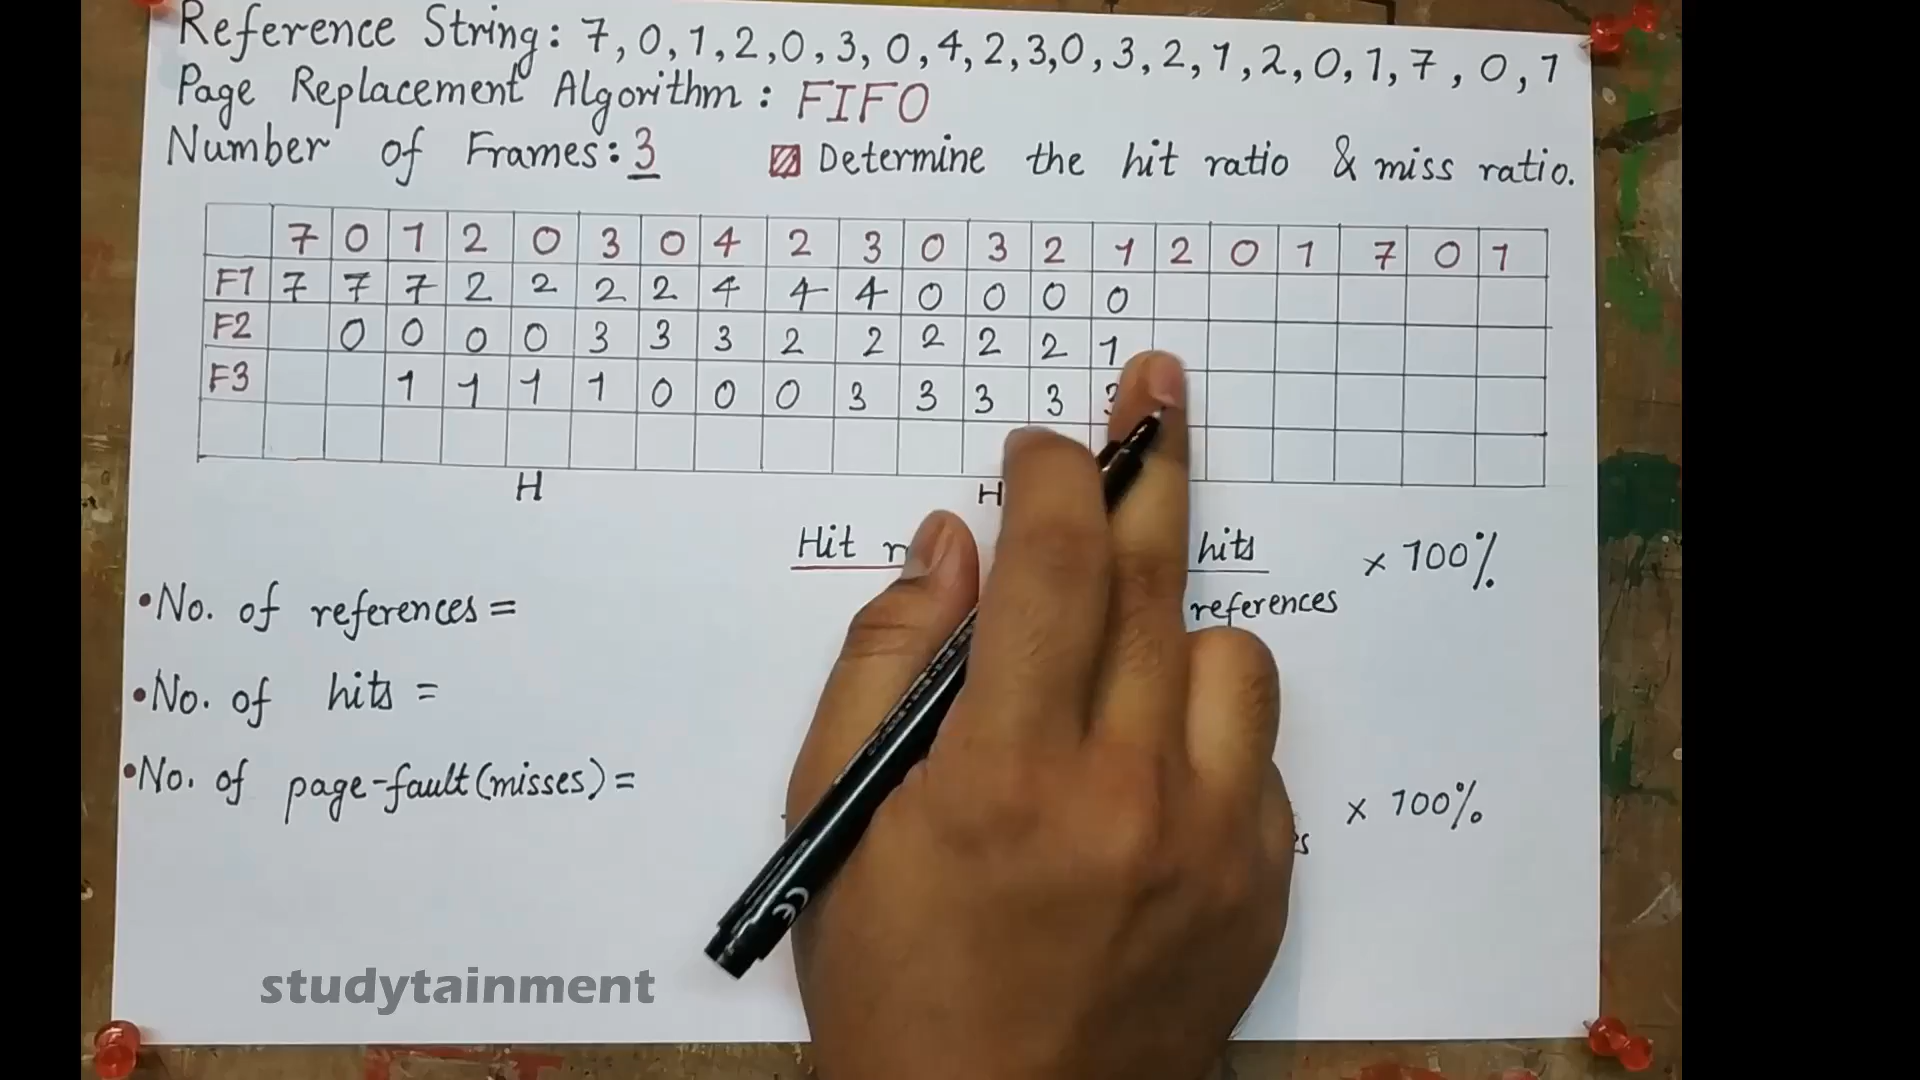 Reference String: 7, 0, 1, 2, 0, 3, 0, 4, 2, 3, 0, 3, 2, 1, 2, 0, 1, 7, 0, 1
Page Replacement Algorithm: FIFO
Number of Frames: 3 Determine the hit ratio & miss ratio.
7 0 1 2 0 3 0 4 2 3 0 3 2 1 2 0 1 7 0 1
F1 7 7 7 2 2 2 2 4 4 4 0 0 0 0
F2 0 0 0 0 3 3 3 2 2 2 2 2 1
F3 1 1 1 1 0 0 0 3 3 3 3
H H
Hit hits × 100%
references
•No. of references =
•No. of hits =
•No. of page-fault(misses) =
× 100%
studytainment
CE